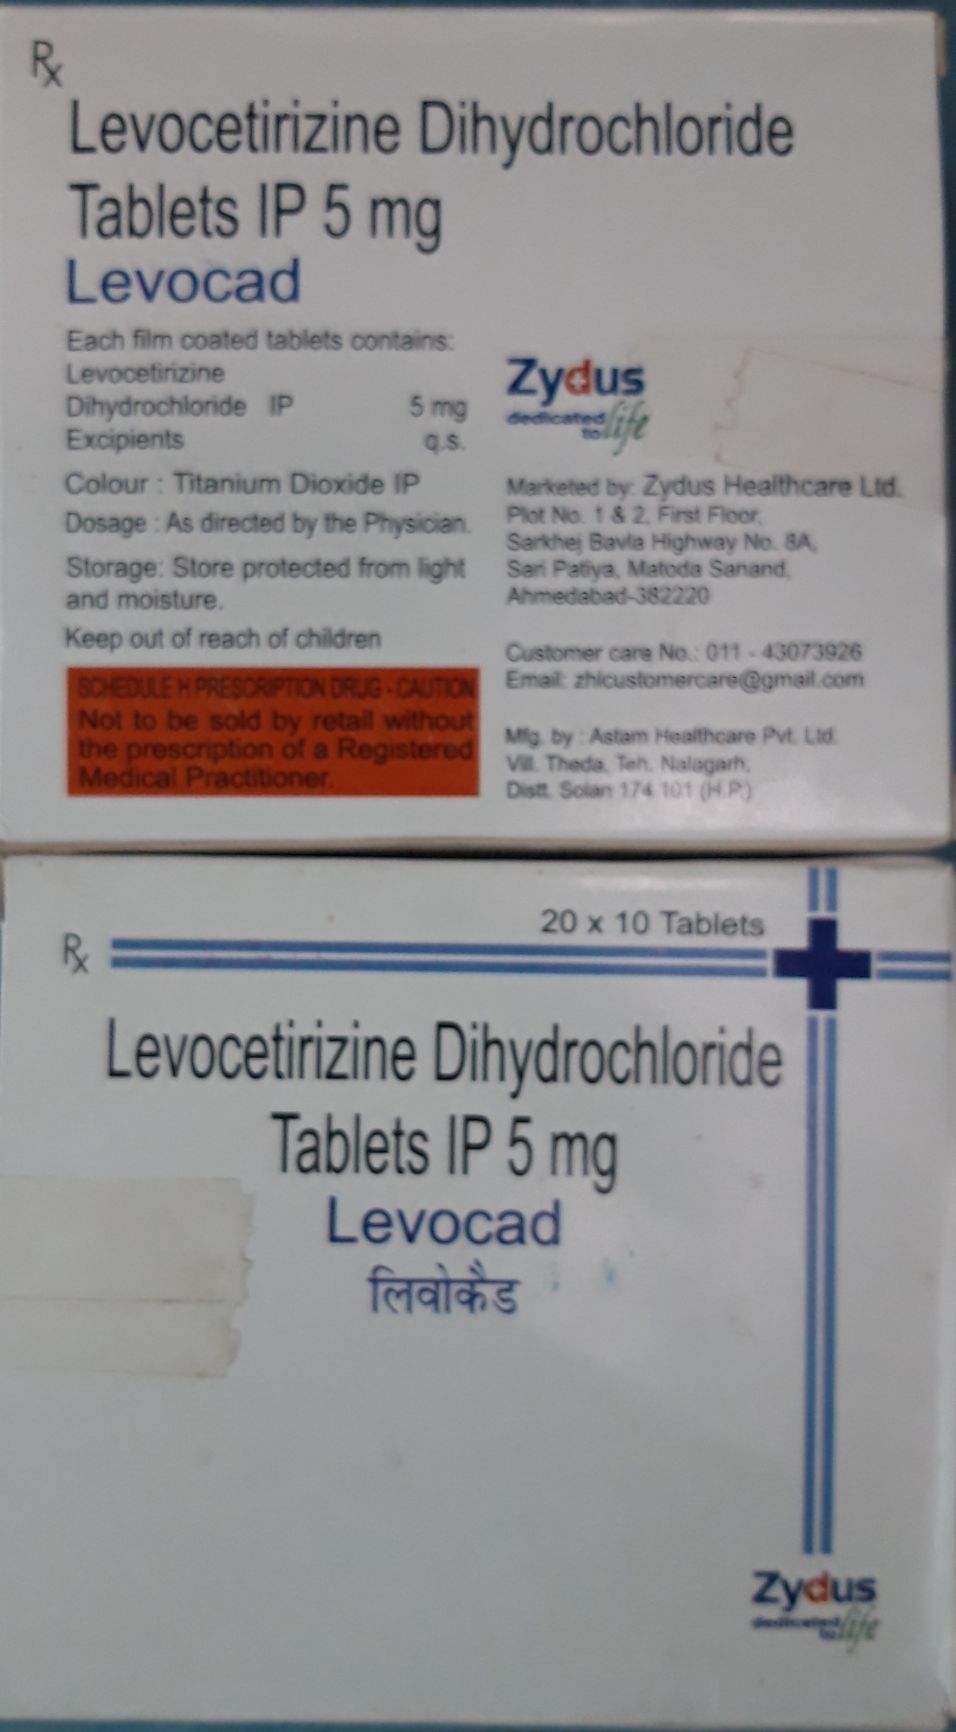 Rx
Levocetirizine Dihydrochloride
Tablets IP 5 mg
Levocad
Each film coated tablets contains:
Levocetirizine
Dihydrochloride IP 5 mg
Excipients q.s.
Colour : Titanium Dioxide IP
Dosage : As directed by the Physician.
Storage: Store protected from light
and moisture.
Keep out of reach of children
SCHEDULE H PRESCRIPTION DRUG - CAUTION
Not to be sold by retail without
the prescription of a Registered
Medical Practitioner.
Zydus
dedicated
to life
Marketed by: Zydus Healthcare Ltd.
Plot No. 1 & 2, First Floor,
Sarkhej Bavla Highway No. 8A,
Sari Patiya, Matoda Sanand,
Ahmedabad-382220
Customer care No.: 011 - 43073926
Email: zhlcustomercare@gmail.com
Mfg. by : Astam Healthcare Pvt. Ltd.
Vill. Theda, Teh. Nalagarh,
Distt. Solan 174 101 (H.P.)
20 x 10 Tablets
Rx
Levocetirizine Dihydrochloride
Tablets IP 5 mg
Levocad
लिवोकैड
Zydus
dedicated
to life